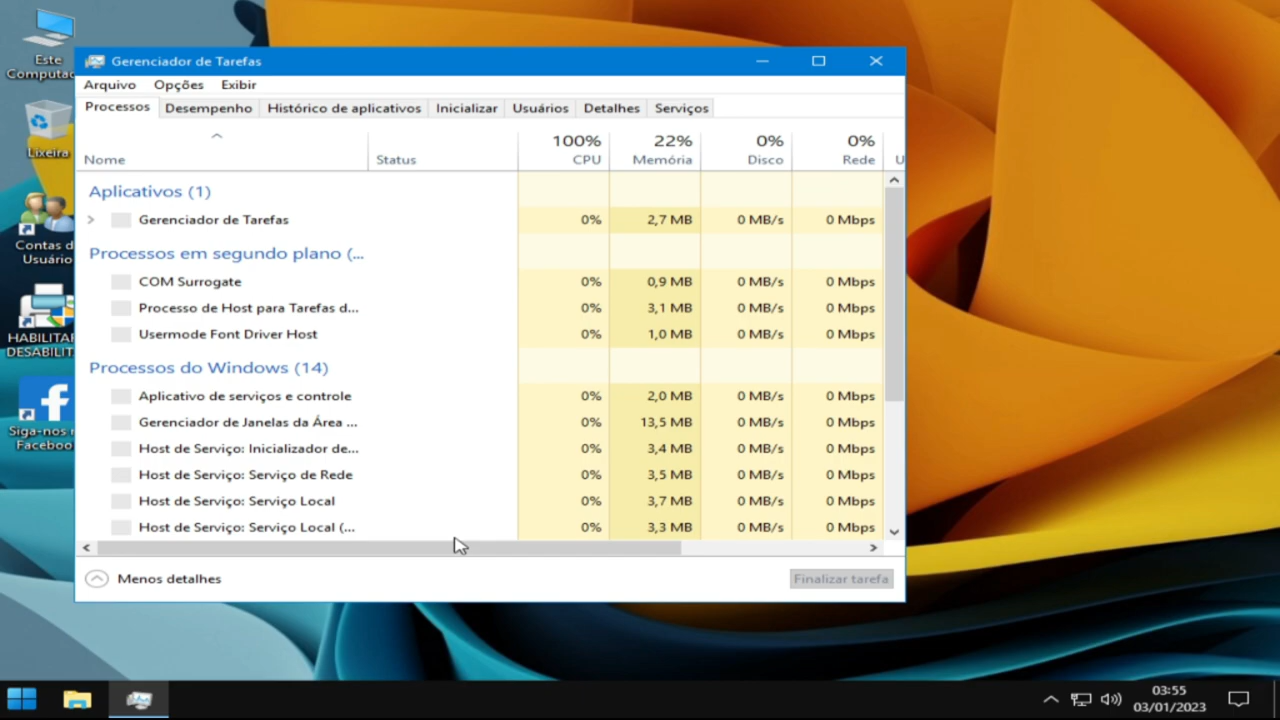 Este
Computad
Lixeira
Contas d
Usuário
HABILITAR
DESABILIT
Siga-nos n
Faceboo
Gerenciador de Tarefas
Arquivo Opções Exibir
Processos Desempenho Histórico de aplicativos Inicializar Usuários Detalhes Serviços
100% 22% 0% 0%
Nome Status CPU Memória Disco Rede U
Aplicativos (1)
Gerenciador de Tarefas 0% 2,7 MB 0 MB/s 0 Mbps
Processos em segundo plano (...
COM Surrogate 0% 0,9 MB 0 MB/s 0 Mbps
Processo de Host para Tarefas d... 0% 3,1 MB 0 MB/s 0 Mbps
Usermode Font Driver Host 0% 1,0 MB 0 MB/s 0 Mbps
Processos do Windows (14)
Aplicativo de serviços e controle 0% 2,0 MB 0 MB/s 0 Mbps
Gerenciador de Janelas da Área ... 0% 13,5 MB 0 MB/s 0 Mbps
Host de Serviço: Inicializador de... 0% 3,4 MB 0 MB/s 0 Mbps
Host de Serviço: Serviço de Rede 0% 3,5 MB 0 MB/s 0 Mbps
Host de Serviço: Serviço Local 0% 3,7 MB 0 MB/s 0 Mbps
Host de Serviço: Serviço Local (... 0% 3,3 MB 0 MB/s 0 Mbps
Menos detalhes Finalizar tarefa
03:55
03/01/2023